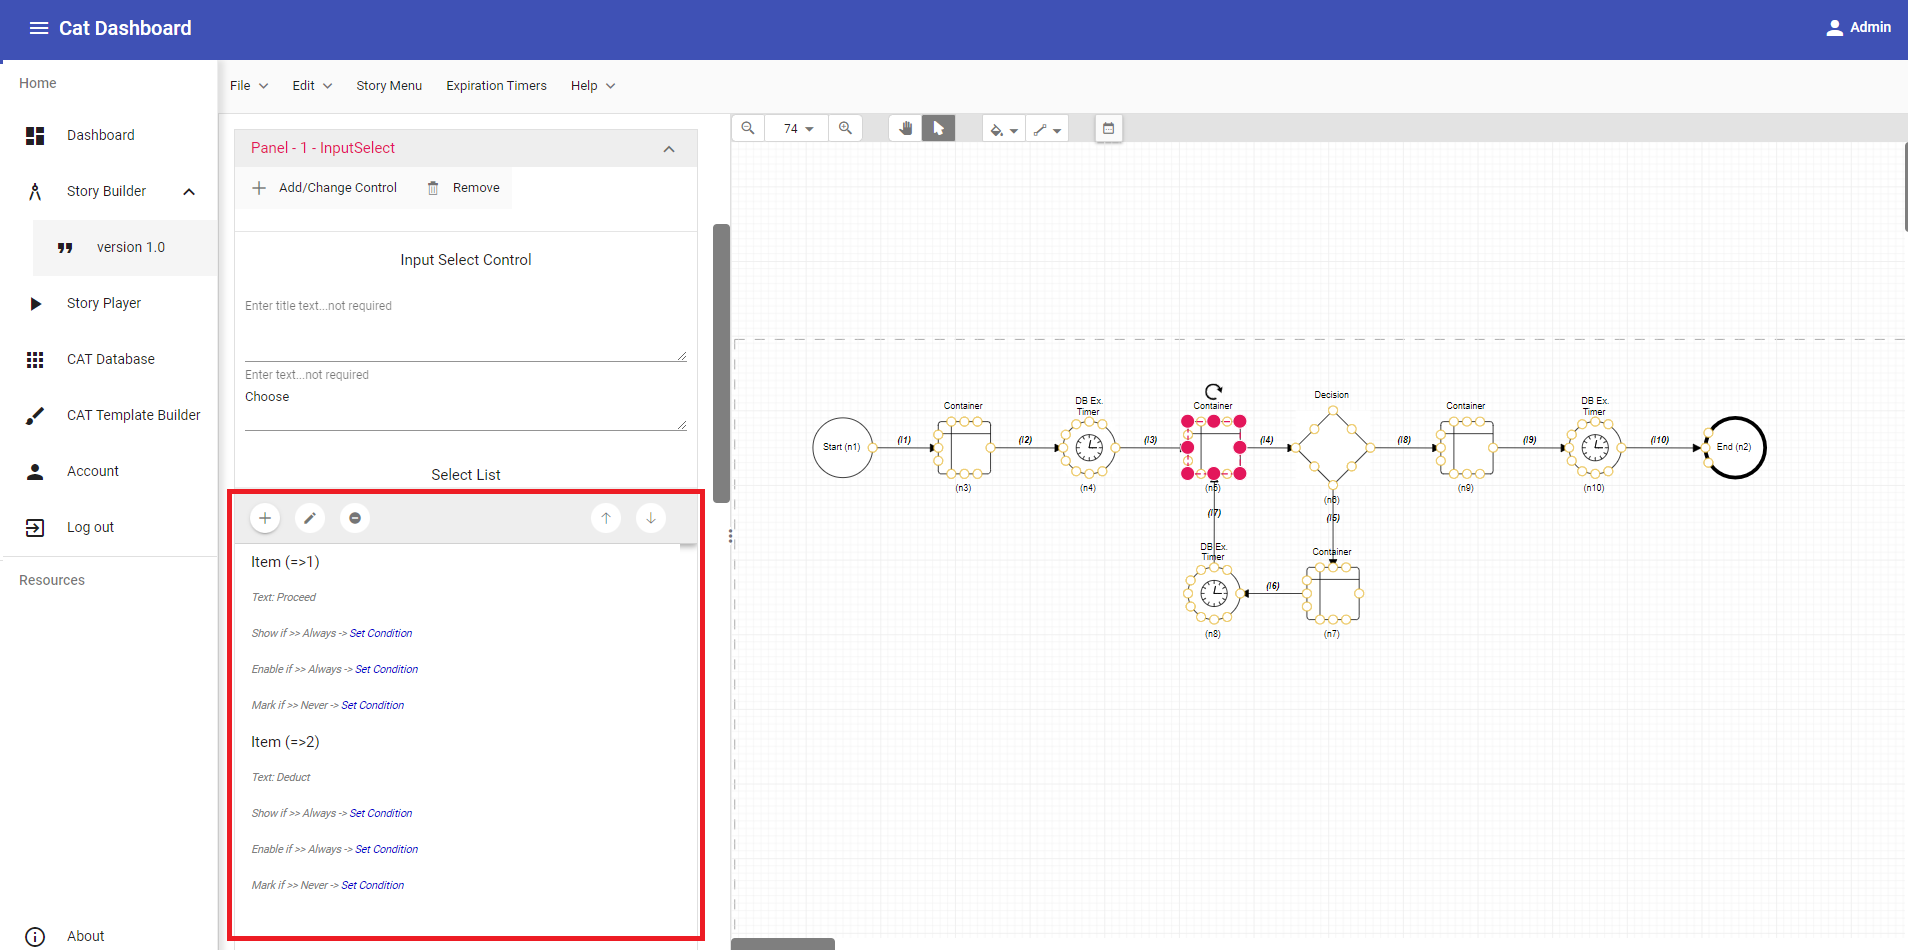 Cat Dashboard
Admin
Home
Dashboard
Story Builder
version 1.0
Story Player
CAT Database
CAT Template Builder
Account
Log out
Resources
About
File Edit Story Menu Expiration Timers Help
Panel - 1 - InputSelect
Add/Change Control Remove
Input Select Control
Enter title text...not required
Enter text...not required
Choose
Select List
Item (=>1)
Text: Proceed
Show if >> Always -> Set Condition
Enable if >> Always -> Set Condition
Mark if >> Never -> Set Condition
Item (=>2)
Text: Deduct
Show if >> Always -> Set Condition
Enable if >> Always -> Set Condition
Mark if >> Never -> Set Condition
74
Start (n1)
(l1)
Container
(n3)
(l2)
DB Ex.
Timer
(n4)
(l3)
Container
(n5)
(l4)
Decision
(n6)
(l8)
Container
(n9)
(l9)
DB Ex.
Timer
(n10)
(l10)
End (n2)
(l7)
(l5)
DB Ex.
Timer
(n8)
(l6)
Container
(n7)